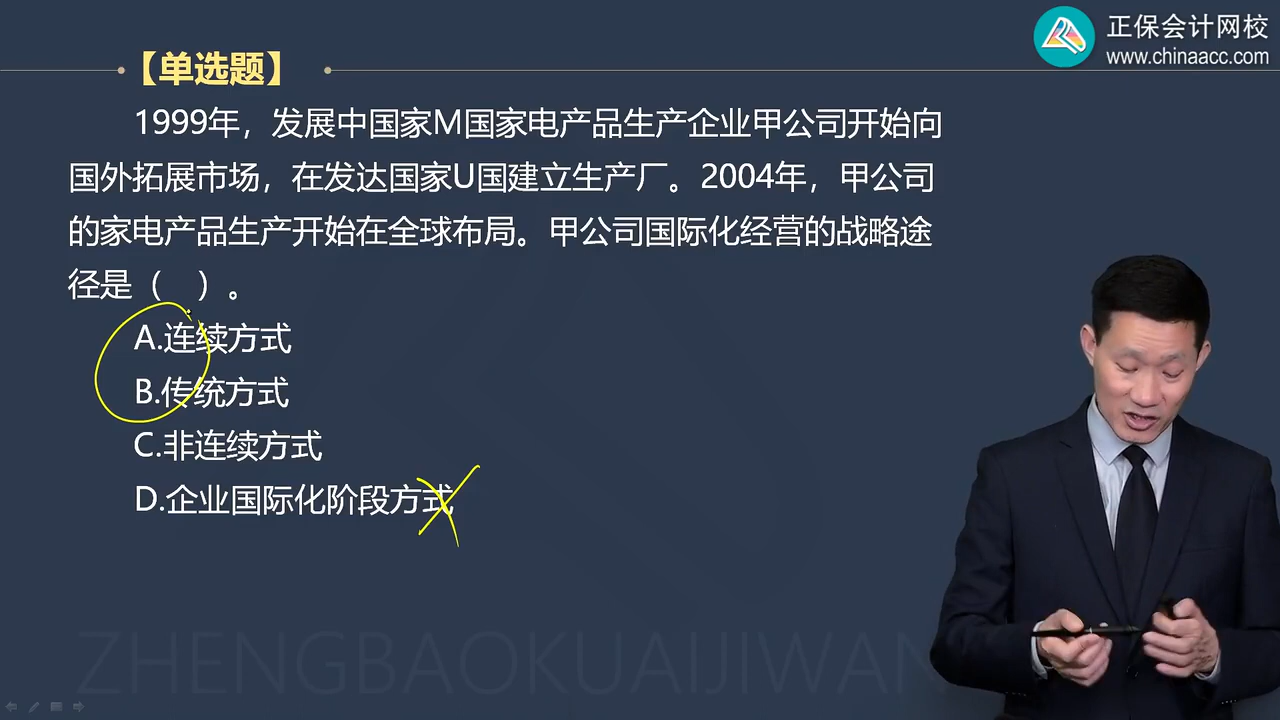 正保会计网校
www.chinaacc.com
【单选题】
1999年，发展中国家M国家电产品生产企业甲公司开始向
国外拓展市场，在发达国家U国建立生产厂。2004年，甲公司
的家电产品生产开始在全球布局。甲公司国际化经营的战略途
径是（ ）。
A.连续方式
B.传统方式
C.非连续方式
D.企业国际化阶段方式
ZHENGBAOKUAIJIWAN